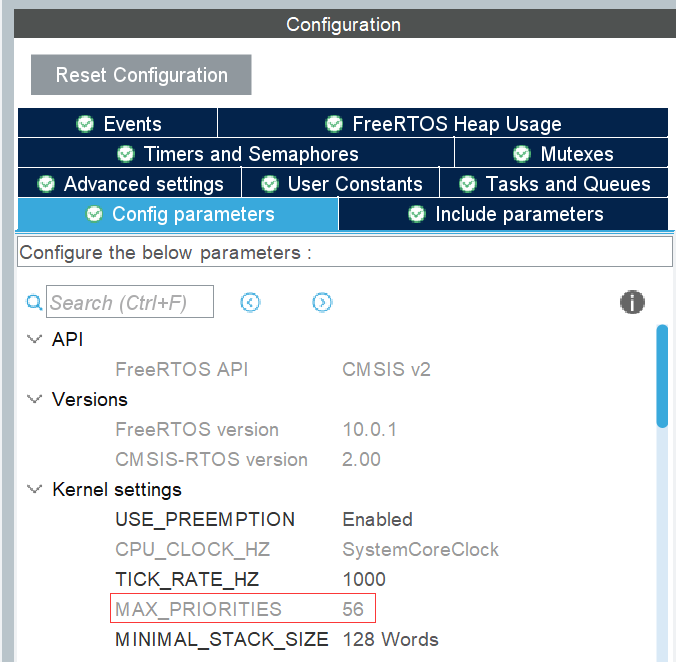 Configuration
Reset Configuration
Events FreeRTOS Heap Usage
Timers and Semaphores Mutexes
Advanced settings User Constants Tasks and Queues
Config parameters Include parameters
Configure the below parameters :
Search (Ctrl+F)
API
FreeRTOS API CMSIS v2
Versions
FreeRTOS version 10.0.1
CMSIS-RTOS version 2.00
Kernel settings
USE_PREEMPTION Enabled
CPU_CLOCK_HZ SystemCoreClock
TICK_RATE_HZ 1000
MAX_PRIORITIES 56
MINIMAL_STACK_SIZE 128 Words